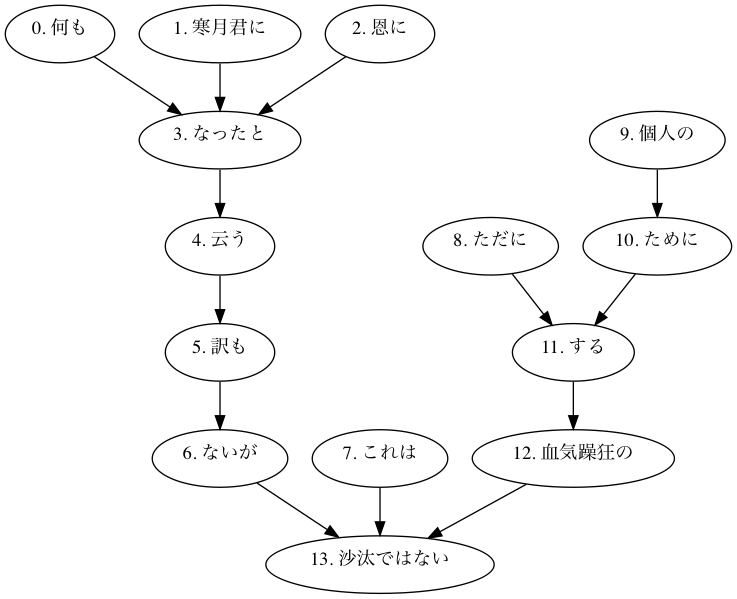 0. 何も
1. 寒月君に
2. 恩に
3. なったと
9. 個人の
4. 云う
8. ただに
10. ために
5. 訳も
11. する
6. ないが
7. これは
12. 血気躁狂の
13. 沙汰ではない